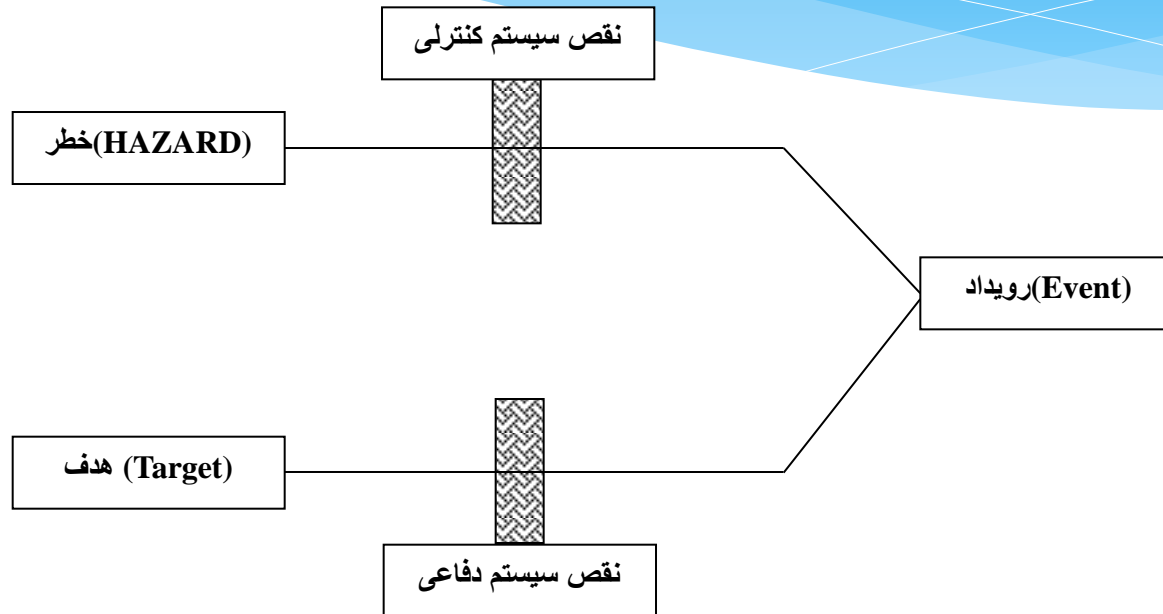 نقص سیستم کنترلی
خطر(HAZARD)
رویداد(Event)
هدف (Target)
نقص سیستم دفاعی